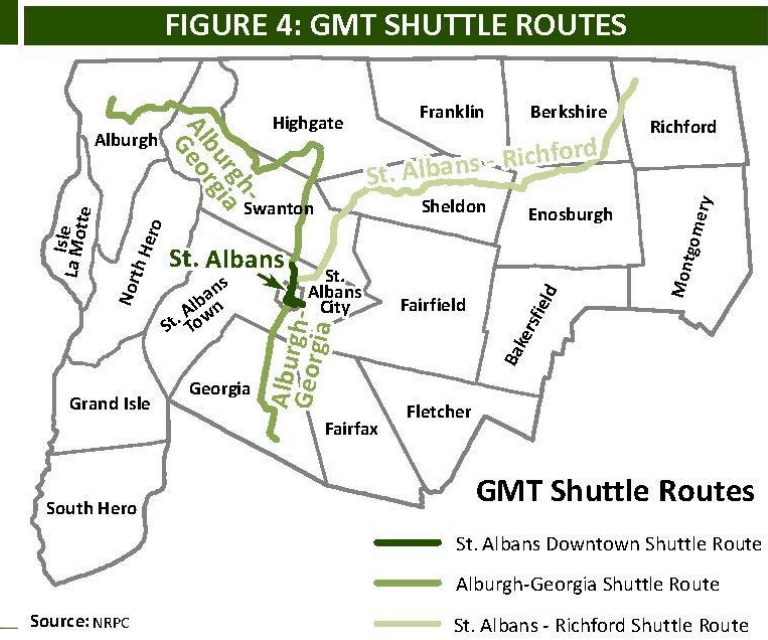 FIGURE 4: GMT SHUTTLE ROUTES
Franklin
Berkshire
Highgate
Richford
Alburgh
Alburgh-
Georgia
St. Albans - Richford
Isle
La Motte
Swanton
Sheldon
Enosburgh
North Hero
Montgomery
St. Albans
St.
Albans
City
St. Albans
Town
Fairfield
Bakersfield
Alburgh-
Georgia
Georgia
Grand Isle
Fletcher
Fairfax
South Hero
GMT Shuttle Routes
St. Albans Downtown Shuttle Route
Alburgh-Georgia Shuttle Route
St. Albans - Richford Shuttle Route
Source: NRPC